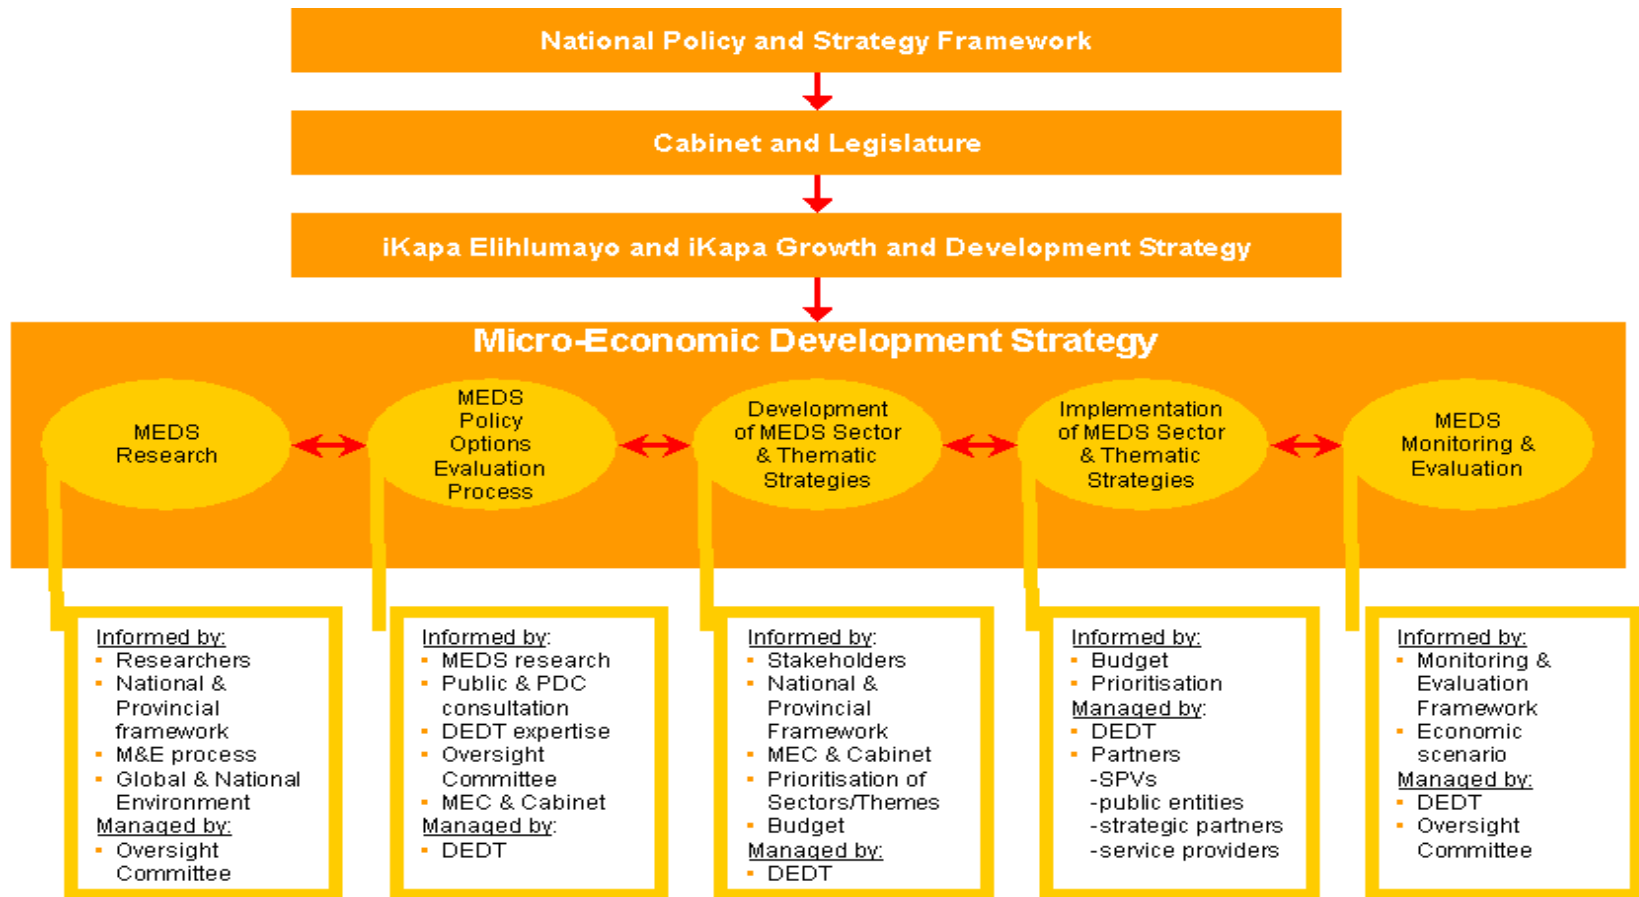 National Policy and Strategy Framework
Cabinet and Legislature
iKapa Elihlumayo and iKapa Growth and Development Strategy
Micro-Economic Development Strategy
MEDS
Research
MEDS
Policy
Options
Evaluation
Process
Development
of MEDS Sector
& Thematic
Strategies
Implementation
of MEDS Sector
& Thematic
Strategies
MEDS
Monitoring &
Evaluation
Informed by:
▪ Researchers
▪ National &
Provincial
framework
▪ M&E process
▪ Global & National
Environment
Managed by:
▪ Oversight
Committee
Informed by:
▪ MEDS research
▪ Public & PDC
consultation
▪ DEDT expertise
▪ Oversight
Committee
▪ MEC & Cabinet
Managed by:
▪ DEDT
Informed by:
▪ Stakeholders
▪ National &
Provincial
Framework
▪ MEC & Cabinet
▪ Prioritisation of
Sectors/Themes
▪ Budget
Managed by:
▪ DEDT
Informed by:
▪ Budget
▪ Prioritisation
Managed by:
▪ DEDT
▪ Partners
-SPVs
-public entities
-strategic partners
-service providers
Informed by:
▪ Monitoring &
Evaluation
Framework
▪ Economic
scenario
Managed by:
▪ DEDT
▪ Oversight
Committee